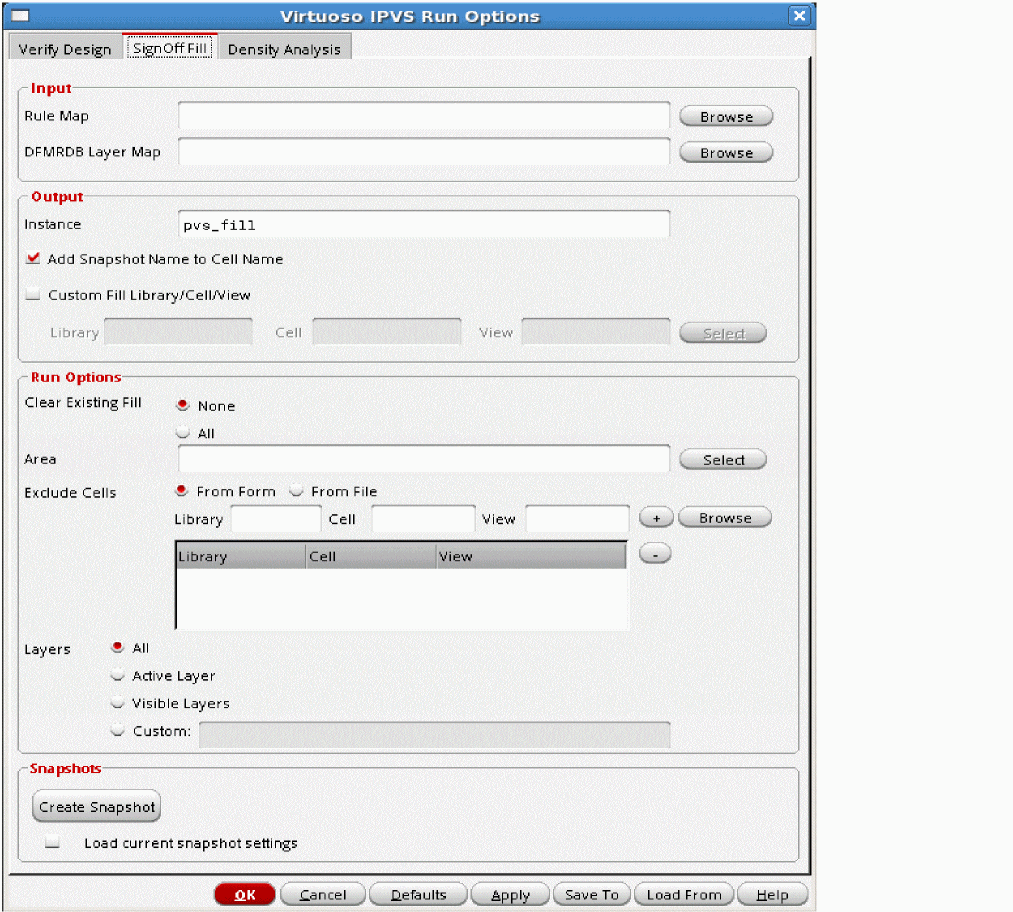 Virtuoso IPVS Run Options
Verify Design SignOff Fill Density Analysis
Input
Rule Map Browse
DFMRDB Layer Map Browse
Output
Instance pvs_fill
Add Snapshot Name to Cell Name
Custom Fill Library/Cell/View
Library Cell View Select
Run Options
Clear Existing Fill None
All
Area Select
Exclude Cells From Form From File
Library Cell View + Browse
Library Cell View -
Layers All
Active Layer
Visible Layers
Custom:
Snapshots
Create Snapshot
Load current snapshot settings
OK Cancel Defaults Apply Save To Load From Help